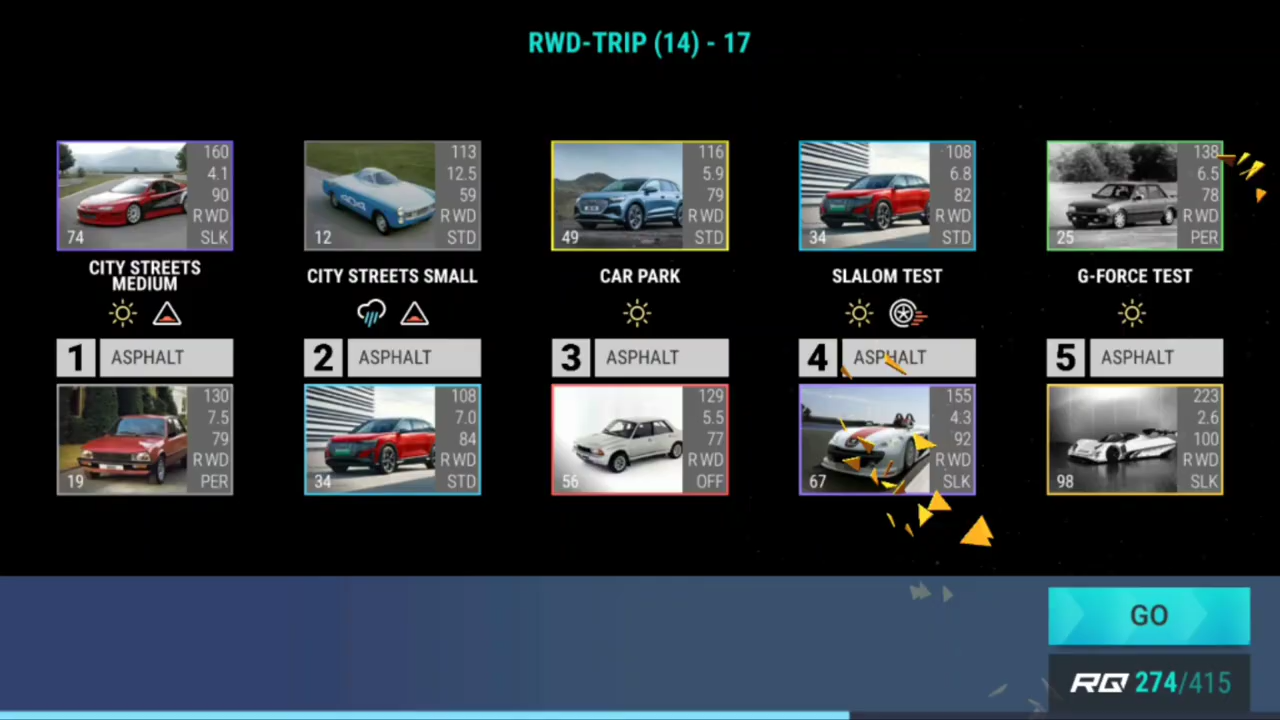 RWD-TRIP (14) - 17
160
4.1
90
RWD
74 SLK
113
12.5
59
RWD
12 STD
116
5.9
79
RWD
49 STD
108
6.8
82
RWD
34 STD
138
6.5
78
RWD
25 PER
CITY STREETS
MEDIUM
CITY STREETS SMALL
CAR PARK
SLALOM TEST
G-FORCE TEST
1 ASPHALT
2 ASPHALT
3 ASPHALT
4 ASPHALT
5 ASPHALT
130
7.5
79
RWD
19 PER
108
7.0
84
RWD
34 STD
129
5.5
77
RWD
56 OFF
155
4.3
92
RWD
67 SLK
223
2.6
100
RWD
98 SLK
GO
RQ 274/415